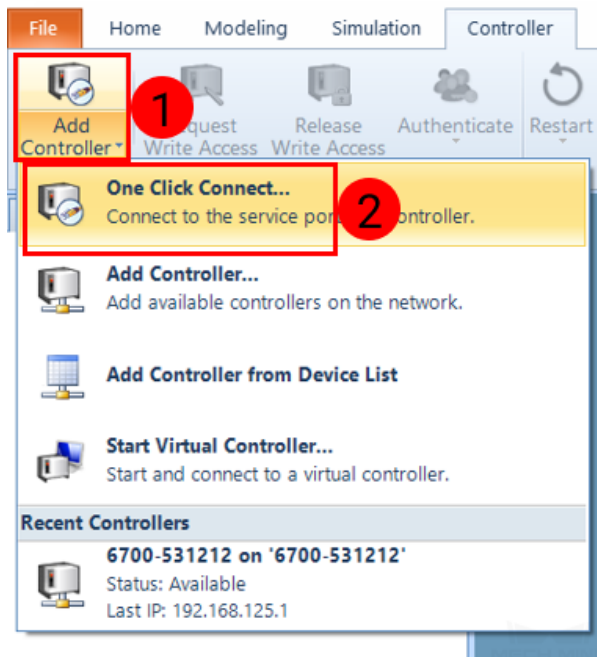 File Home Modeling Simulation Controller
Add Controller
Write Access
Release Write Access
Authenticate
Restart
1
One Click Connect...
Connect to the service controller.
2
Add Controller...
Add available controllers on the network.
Add Controller from Device List
Start Virtual Controller...
Start and connect to a virtual controller.
Recent Controllers
6700-531212 on '6700-531212'
Status: Available
Last IP: 192.168.125.1